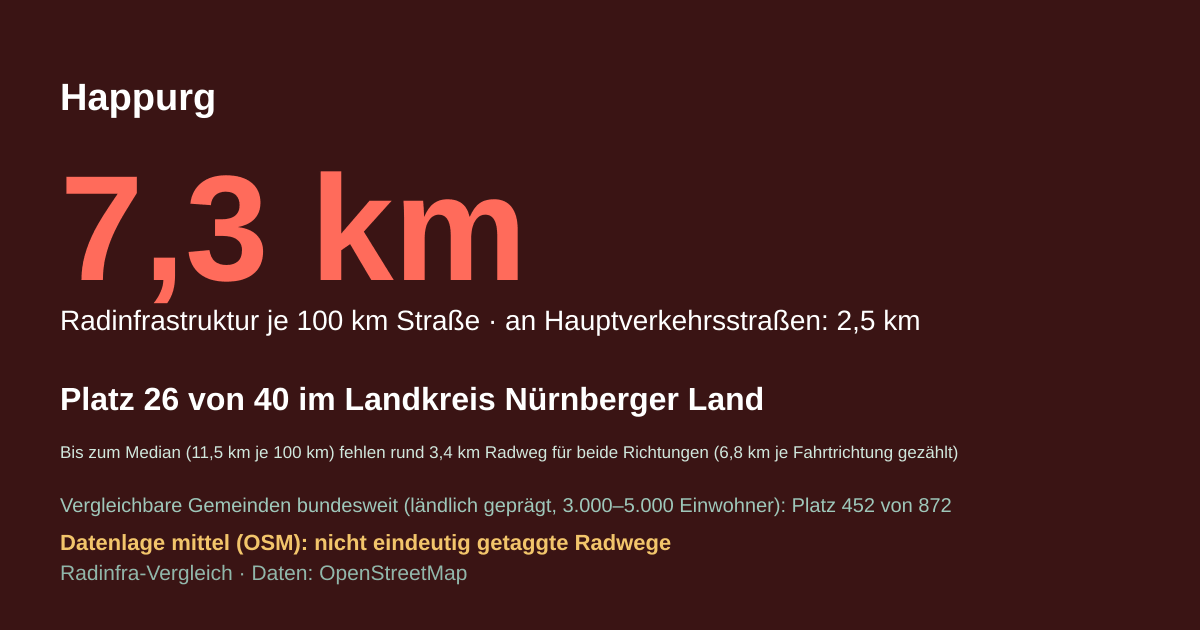 Happurg
7,3 km
Radinfrastruktur je 100 km Straße · an Hauptverkehrsstraßen: 2,5 km
Platz 26 von 40 im Landkreis Nürnberger Land
Bis zum Median (11,5 km je 100 km) fehlen rund 3,4 km Radweg für beide Richtungen (6,8 km je Fahrtrichtung gezählt)
Vergleichbare Gemeinden bundesweit (ländlich geprägt, 3.000–5.000 Einwohner): Platz 452 von 872
Datenlage mittel (OSM): nicht eindeutig getaggte Radwege
Radinfra-Vergleich · Daten: OpenStreetMap